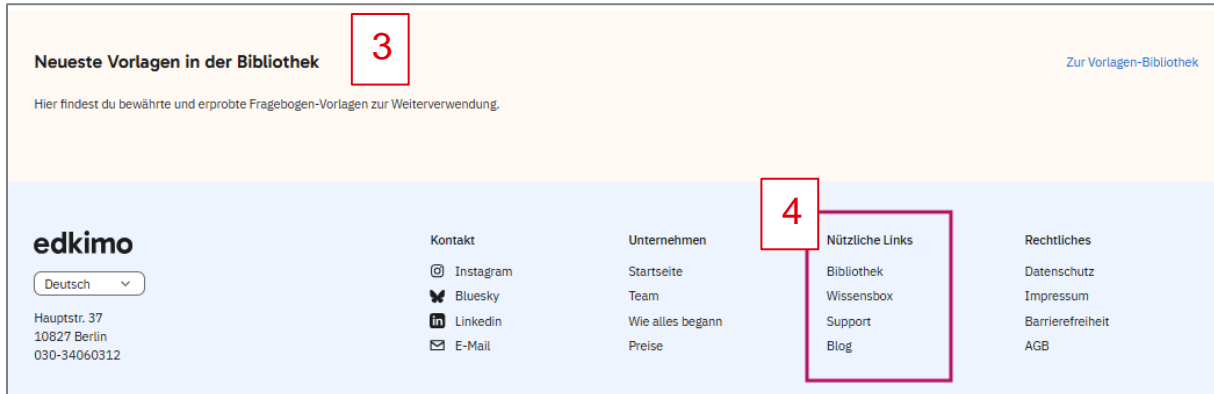 Neueste Vorlagen in der Bibliothek
3
Zur Vorlagen-Bibliothek
Hier findest du bewährte und erprobte Fragebogen-Vorlagen zur Weiterverwendung.
4
edkimo
Deutsch
Hauptstr. 37
10827 Berlin
030-34060312
Kontakt
Instagram
Bluesky
Linkedin
E-Mail
Unternehmen
Startseite
Team
Wie alles begann
Preise
Nützliche Links
Bibliothek
Wissensbox
Support
Blog
Rechtliches
Datenschutz
Impressum
Barrierefreiheit
AGB